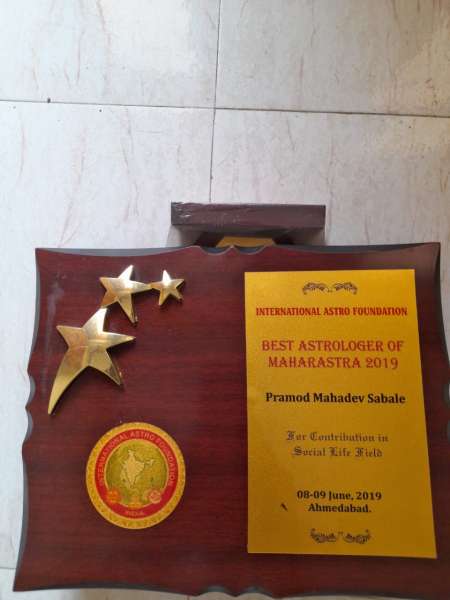 INTERNATIONAL ASTRO FOUNDATION
BEST ASTROLOGER OF
MAHARASTRA 2019
Pramod Mahadev Sabale
For Contribution in
Social Life Field
08-09 June, 2019
Ahmedabad.
INTERNATIONAL ASTRO FOUNDATION
INDIA